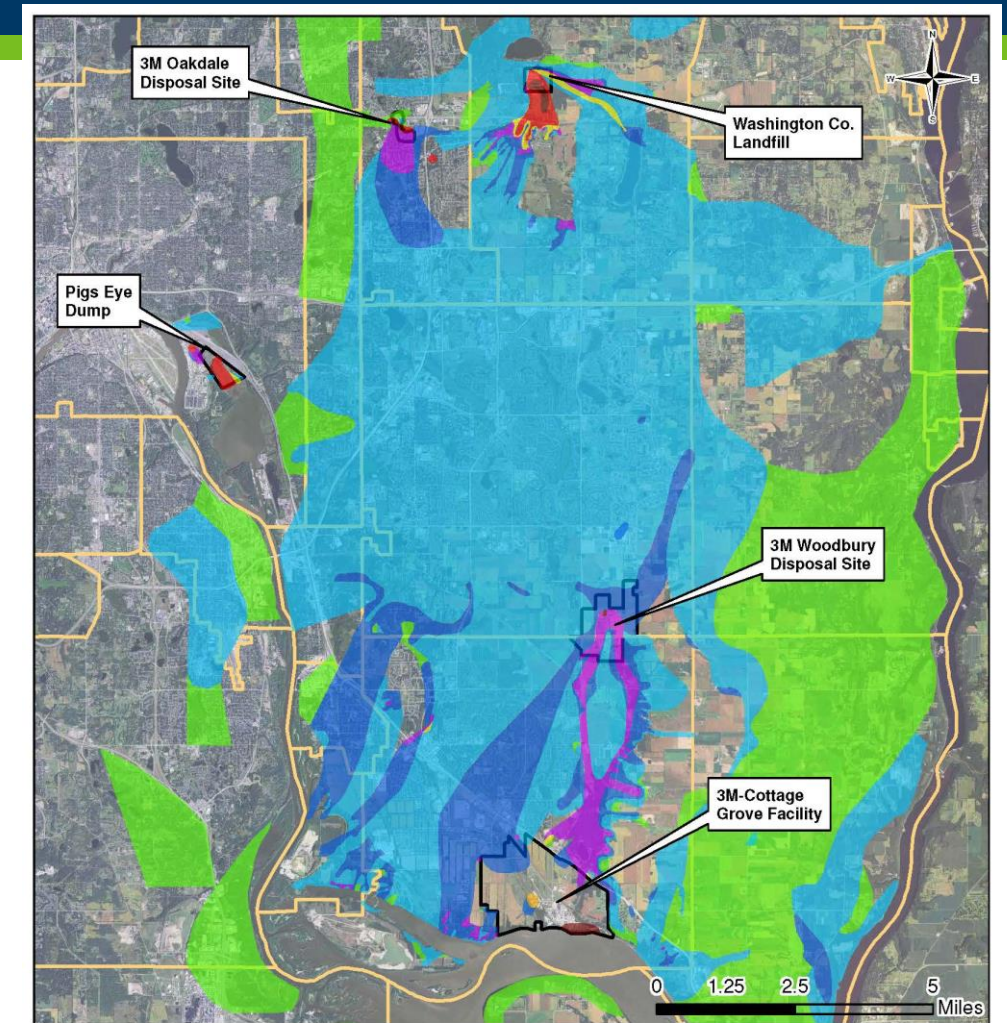 N
W
E
S
3M Oakdale
Disposal Site
Washington Co.
Landfill
Pigs Eye
Dump
3M Woodbury
Disposal Site
3M-Cottage
Grove Facility
0 1.25 2.5 5
Miles